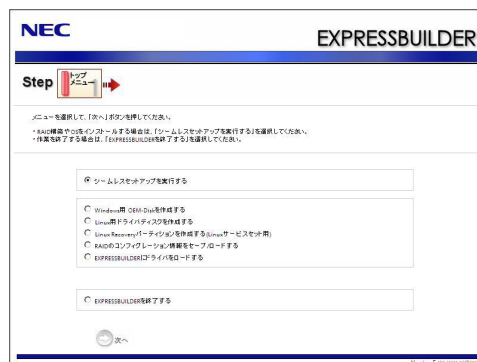 NEC
EXPRESSBUILDER
Step トップ
メニュー
メニューを選択して、「次へ」ボタンを押してください。
・RAID構築やOSをインストールする場合は、「シームレスセットアップを実行する」を選択してください。
・作業を終了する場合は、「EXPRESSBUILDERを終了する」を選択してください。
シームレスセットアップを実行する
Windows用 OEM-Diskを作成する
Linux用ドライバディスクを作成する
Linux Recoveryパーティションを作成する(Linuxサービスセット用)
RAIDのコンフィグレーション情報をセーブ/ロードする
EXPRESSBUILDERにドライバをロードする
EXPRESSBUILDERを終了する
次へ